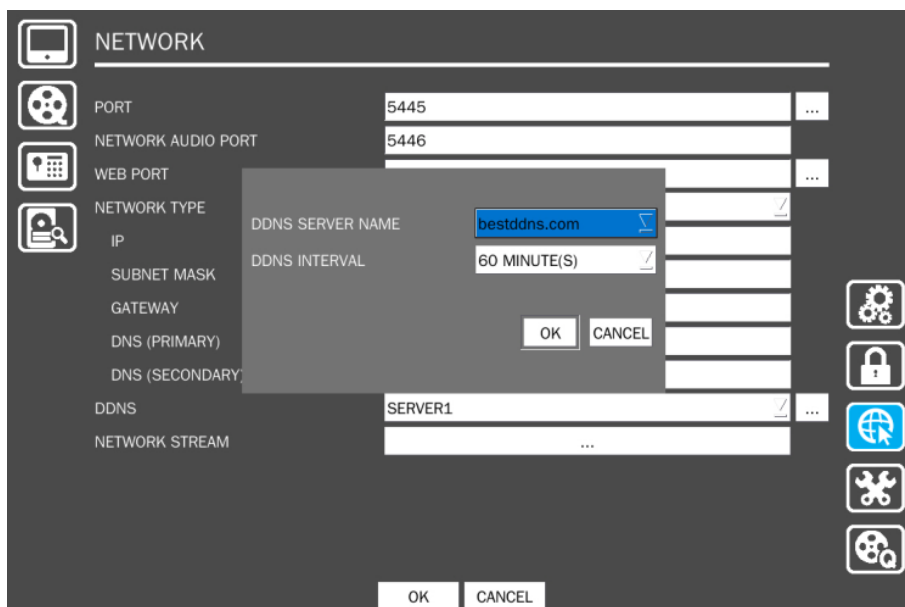 NETWORK
PORT 5445 ...
NETWORK AUDIO PORT 5446
WEB PORT ...
NETWORK TYPE
IP
SUBNET MASK
GATEWAY
DNS (PRIMARY)
DNS (SECONDARY)
DDNS SERVER NAME bestddns.com
DDNS INTERVAL 60 MINUTE(S)
OK CANCEL
DDNS SERVER1 ...
NETWORK STREAM ...
OK CANCEL